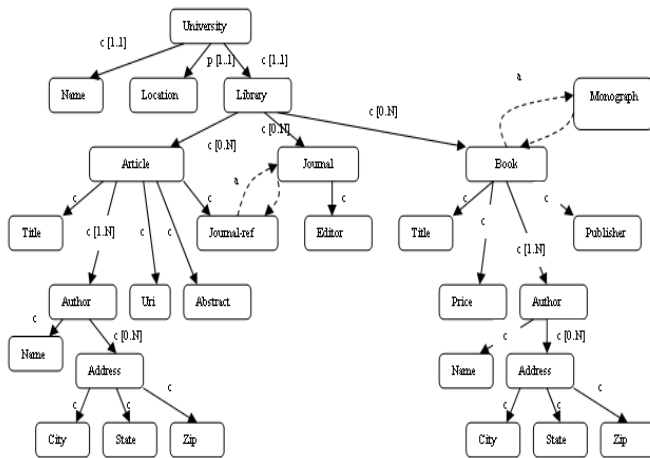 University
c [1..1]
p [1..1]
c [1..1]
Name
Location
Library
a
Monograph
c [0.N]
c [0.N]
c [0.N]
Article
Journal
Book
c
c
a
c
c
c
Title
c [1.N]
c
c
Journal-ref
Editor
Title
c
c [1.N]
Publisher
Author
Uri
Abstract
Price
Author
c
c [0.N]
c
c [0.N]
Name
Address
Name
Address
c
c
c
c
c
c
City
State
Zip
City
State
Zip